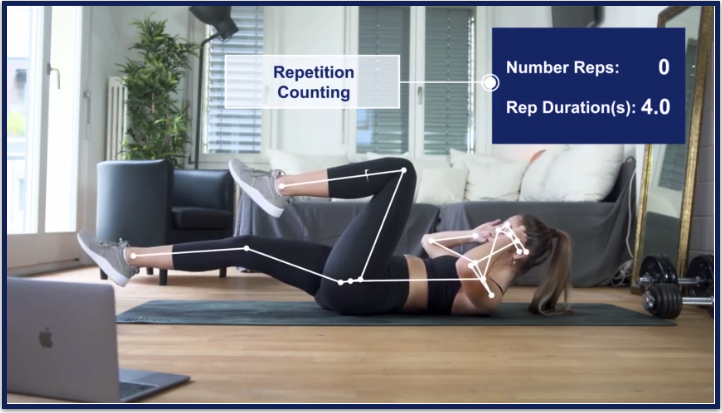 Repetition
Counting
Number Reps: 0
Rep Duration(s): 4.0